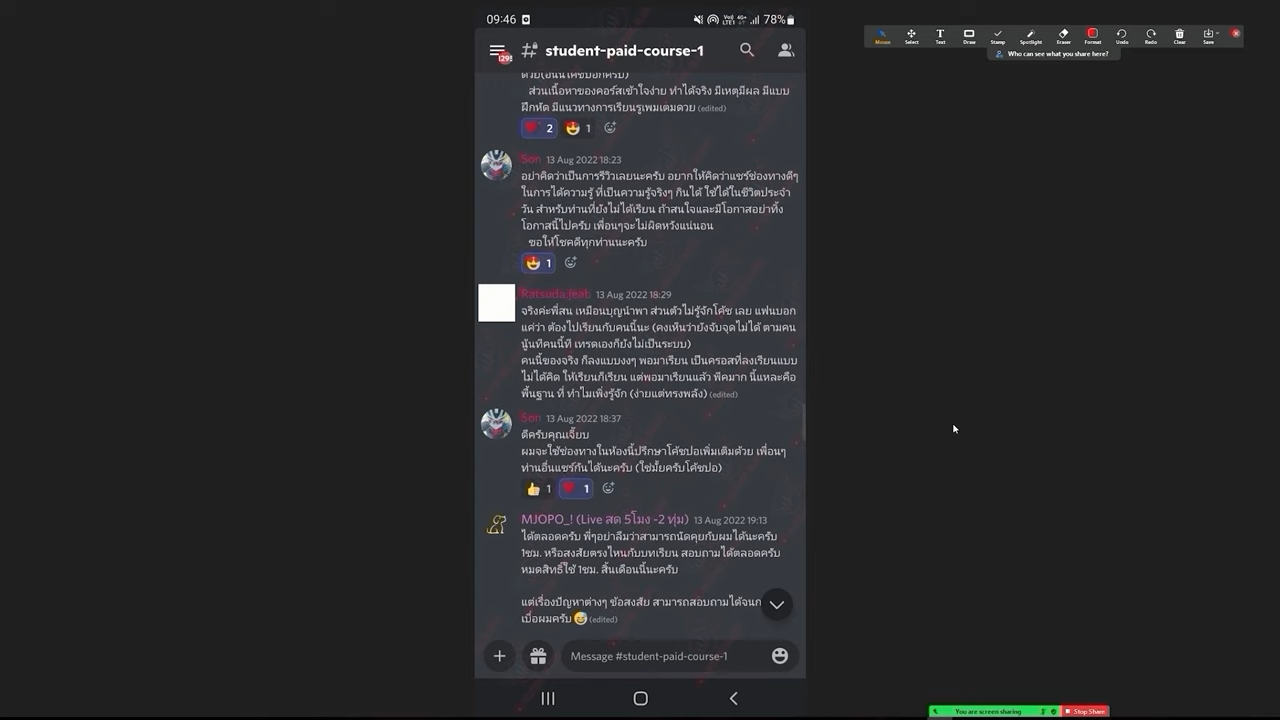 09:46
78%
Mouse Select Text Draw Stamp Spotlight Eraser Format Undo Redo Clear Save
Who can see what you share here?
129
student-paid-course-1
ด้วย(อันนี้โค้ชบอกครับ)
ส่วนเนื้อหาของคอร์สเข้าใจง่าย ทำได้จริง มีเหตุมีผล มีแบบ
ฝึกหัด มีแนวทางการเรียนรู้เพิ่มเติมด้วย (edited)
2 1
Son 13 Aug 2022 18:23
อย่าคิดว่าเป็นการรีวิวเลยนะครับ อยากให้คิดว่าแชร์ช่องทางดีๆ
ในการได้ความรู้ ที่เป็นความรู้จริงๆ กินได้ ใช้ได้ในชีวิตประจำ
วัน สำหรับท่านที่ยังไม่ได้เรียน ถ้าสนใจและมีโอกาสอย่าทิ้ง
โอกาสนี้ไปครับ เพื่อนๆจะไม่ผิดหวังแน่นอน
ขอให้โชคดีทุกท่านนะครับ
1
Ratsuda.jeab 13 Aug 2022 18:29
จริงค่ะพี่สน เหมือนบุญนำพา ส่วนตัวไม่รู้จักโค้ช เลย แฟนบอก
แค่ว่า ต้องไปเรียนกับคนนี้นะ (คงเห็นว่ายังจับจุดไม่ได้ ตามคน
นู้นทีคนนี้ที เทรดเองก็ยังไม่เป็นระบบ)
คนนี้ของจริง ก็ลงแบบงงๆ พอมาเรียน เป็นครอสที่ลงเรียนแบบ
ไม่ได้คิด ให้เรียนก็เรียน แต่พอมาเรียนแล้ว พีคมาก นี้แหละคือ
พื้นฐาน ที่ ทำไมเพิ่งรู้จัก (ง่ายแต่ทรงพลัง) (edited)
Son 13 Aug 2022 18:37
ดีครับคุณเจี๊ยบ
ผมจะใช้ช่องทางในห้องนี้ปรึกษาโค้ชปอเพิ่มเติมด้วย เพื่อนๆ
ท่านอื่นแชร์กันได้นะครับ (ใช่มั้ยครับโค้ชปอ)
1 1
MJOPO_! (Live สด 5โมง -2 ทุ่ม) 13 Aug 2022 19:13
ได้ตลอดครับ พี่ๆอย่าลืมว่าสามารถนัดคุยกับผมได้นะครับ
1ชม. หรือสงสัยตรงไหนกับบทเรียน สอบถามได้ตลอดครับ
หมดสิทธิ์ใช้ 1ชม. สิ้นเดือนนี้นะครับ
แต่เรื่องปัญหาต่างๆ ข้อสงสัย สามารถสอบถามได้จนก
เบื่อผมครับ (edited)
Message #student-paid-course-1
You are screen sharing Stop Share